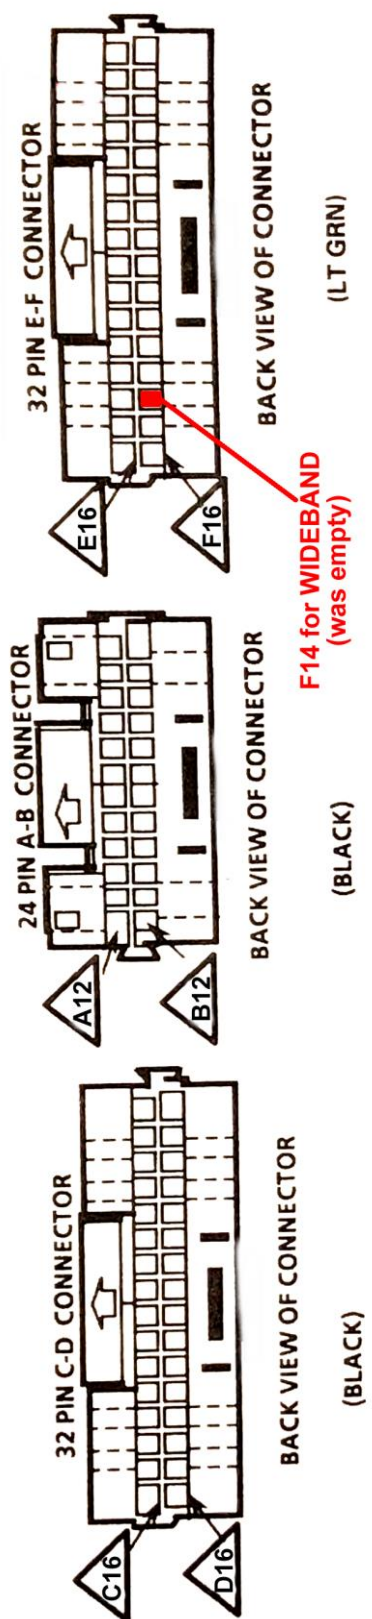 32 PIN C-D CONNECTOR
C16
D16
BACK VIEW OF CONNECTOR
(BLACK)
24 PIN A-B CONNECTOR
A12
B12
BACK VIEW OF CONNECTOR
(BLACK)
32 PIN E-F CONNECTOR
E16
F16
F14 for WIDEBAND
(was empty)
BACK VIEW OF CONNECTOR
(LT GRN)